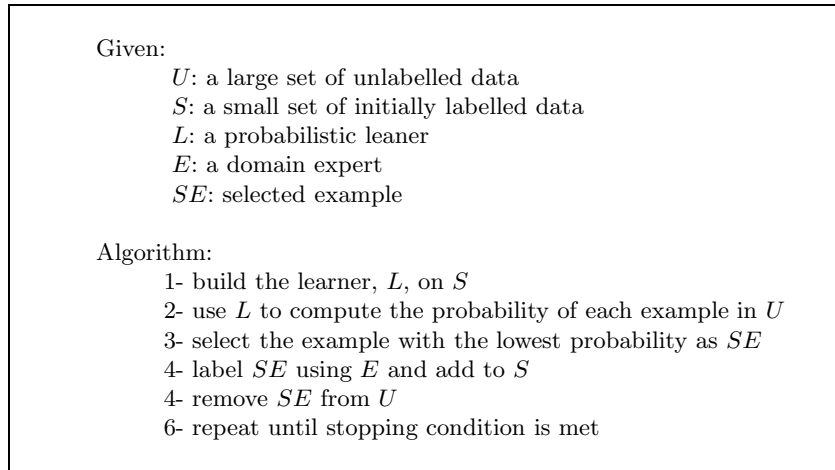 Given:
U: a large set of unlabelled data
S: a small set of initially labelled data
L: a probabilistic leaner
E: a domain expert
SE: selected example
Algorithm:
1- build the learner, L, on S
2- use L to compute the probability of each example in U
3- select the example with the lowest probability as SE
4- label SE using E and add to S
4- remove SE from U
6- repeat until stopping condition is met